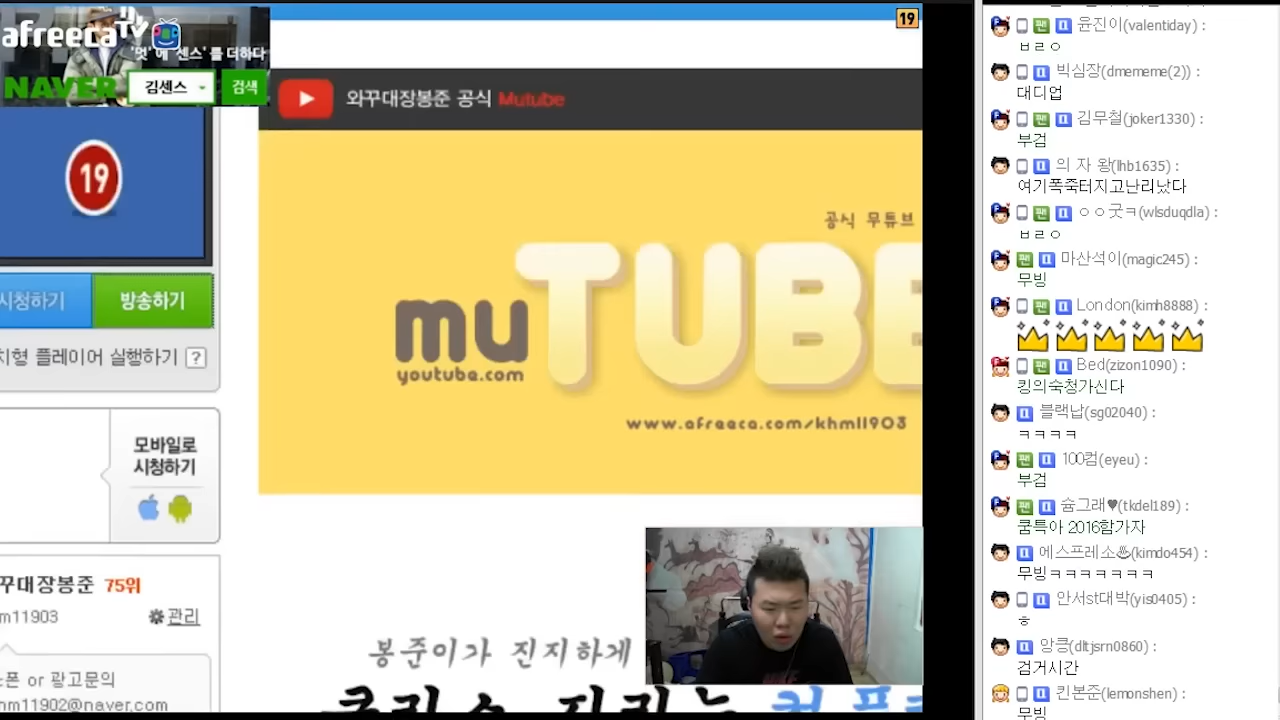 afreecaTV
'멋'에 '센스'를 더하다
NAVER 김센스 검색
19
와꾸대장봉준 공식 Mutube
19
공식 무튜브
muTUBE
youtube.com
www.afreeca.com/khm11903
시청하기 방송하기
치형 플레이어 실행하기 ?
모바일로
시청하기
꾸대장봉준 75위
m11903 관리
폰 or 광고문의
hm11902@naver.com
봉준이가 진지하게
윤진이(valentiday) :
ㅂㄹㅇ
빅심장(dmememe(2)) :
대디업
김무철(joker1330) :
부검
의 자 왕(lhb1635) :
여기폭죽터지고난리났다
ㅇㅇ굿ㅋ(wlsduqdla) :
ㅂㄹㅇ
마산석이(magic245) :
무빙
London(kimh8888) :
Bed(zizon1090) :
킹의숙청가신다
블랙납(sg02040) :
ㅋㅋㅋㅋ
100컴(eyeu) :
부검
슘그래♥(tkdel189) :
쿰특아 2016함가자
에스프레소♨(kimdo454) :
무빙ㅋㅋㅋㅋㅋㅋㅋ
안서st대박(yis0405) :
ㅎ
앙큼(dltjsrn0860) :
검거시간
킨본준(lemonshen) :
무빙